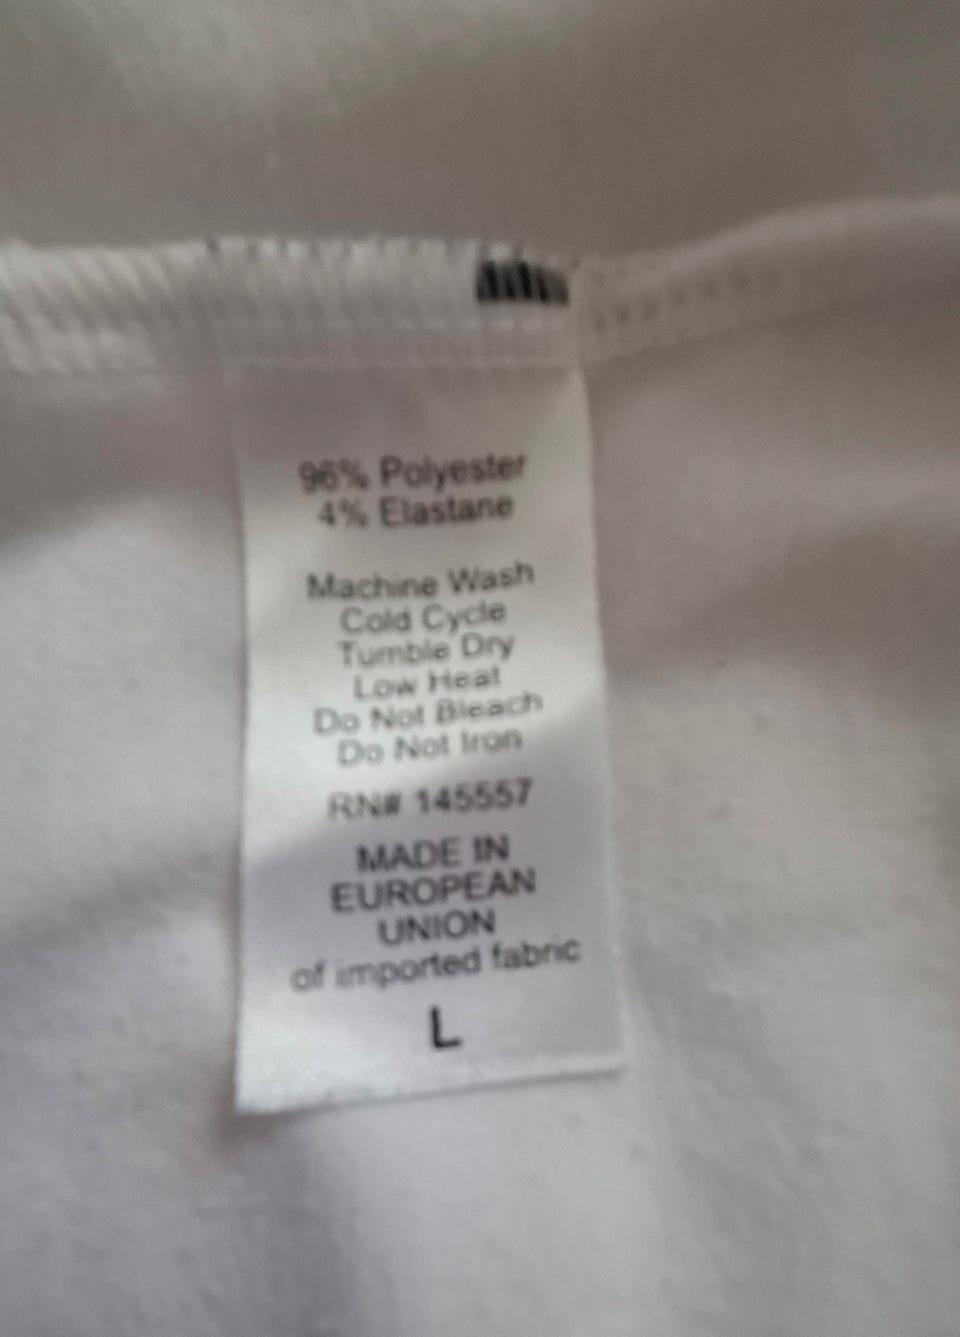 96% Polyester
4% Elastane
Machine Wash
Cold Cycle
Tumble Dry
Low Heat
Do Not Bleach
Do Not Iron
RN# 145557
MADE IN
EUROPEAN
UNION
of imported fabric
L